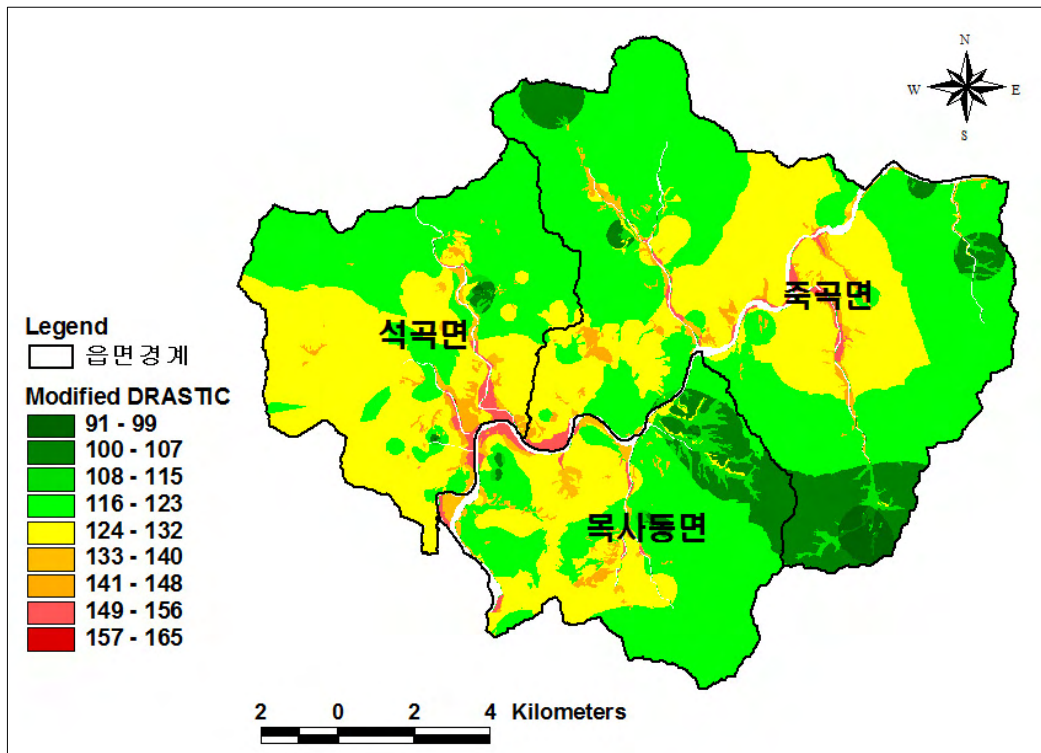 N
W E
S
죽곡면
석곡면
목사동면
Legend
읍면경계
Modified DRASTIC
91 - 99
100 - 107
108 - 115
116 - 123
124 - 132
133 - 140
141 - 148
149 - 156
157 - 165
2 0 2 4 Kilometers